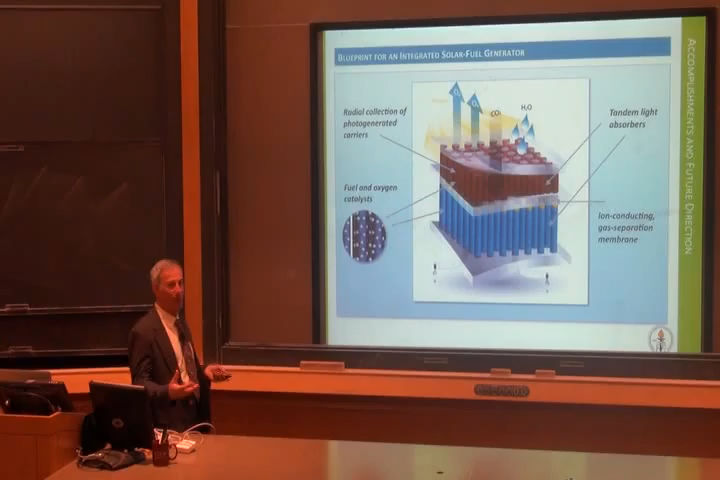 BLUEPRINT FOR AN INTEGRATED SOLAR-FUEL GENERATOR
Radial collection of
photogenerated
carriers
O₂
O₂
CO₂
H₂O
Tandem light
absorbers
Fuel and oxygen
catalysts
Ion-conducting,
gas-separation
membrane
ACCOMPLISHMENTS AND FUTURE DIRECTION